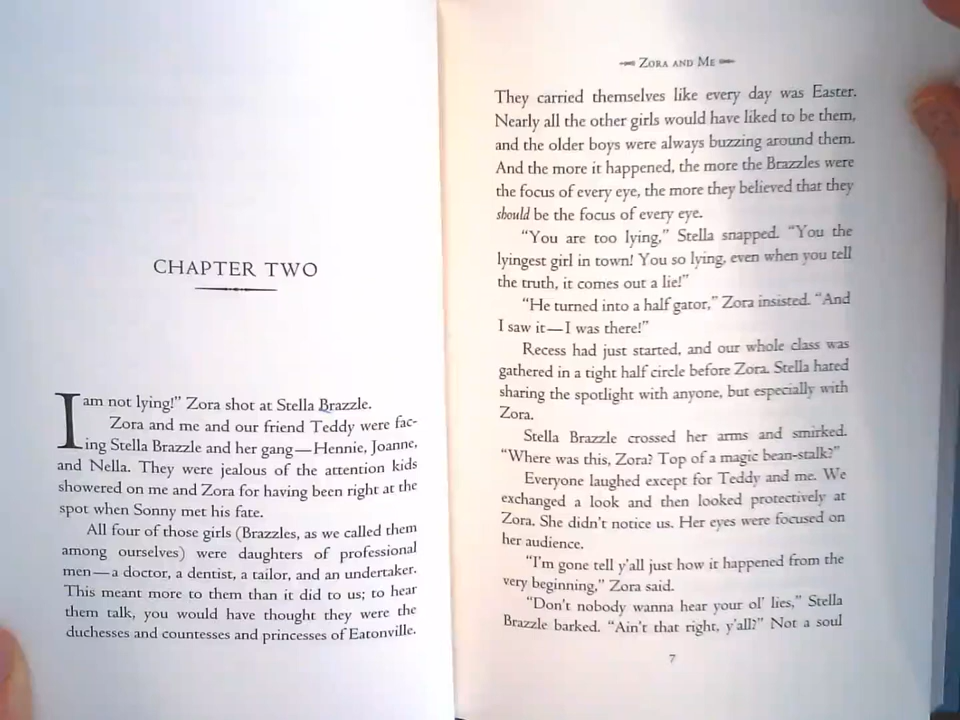 CHAPTER TWO
I am not lying!” Zora shot at Stella Brazzle.
Zora and me and our friend Teddy were fac-
ing Stella Brazzle and her gang—Hennie, Joanne,
and Nella. They were jealous of the attention kids
showered on me and Zora for having been right at the
spot when Sonny met his fate.
All four of those girls (Brazzles, as we called them
among ourselves) were daughters of professional
men—a doctor, a dentist, a tailor, and an undertaker.
This meant more to them than it did to us; to hear
them talk, you would have thought they were the
duchesses and countesses and princesses of Eatonville.
ZORA AND ME
They carried themselves like every day was Easter.
Nearly all the other girls would have liked to be them,
and the older boys were always buzzing around them.
And the more it happened, the more the Brazzles were
the focus of every eye, the more they believed that they
should be the focus of every eye.
“You are too lying,” Stella snapped. “You the
lyingest girl in town! You so lying, even when you tell
the truth, it comes out a lie!”
“He turned into a half gator,” Zora insisted. “And
I saw it—I was there!”
Recess had just started, and our whole class was
gathered in a tight half circle before Zora. Stella hated
sharing the spotlight with anyone, but especially with
Zora.
Stella Brazzle crossed her arms and smirked.
“Where was this, Zora? Top of a magic bean-stalk?”
Everyone laughed except for Teddy and me. We
exchanged a look and then looked protectively at
Zora. She didn’t notice us. Her eyes were focused on
her audience.
“I’m gone tell y’all just how it happened from the
very beginning,” Zora said.
“Don’t nobody wanna hear your ol’ lies,” Stella
Brazzle barked. “Ain’t that right, y’all?” Not a soul
7